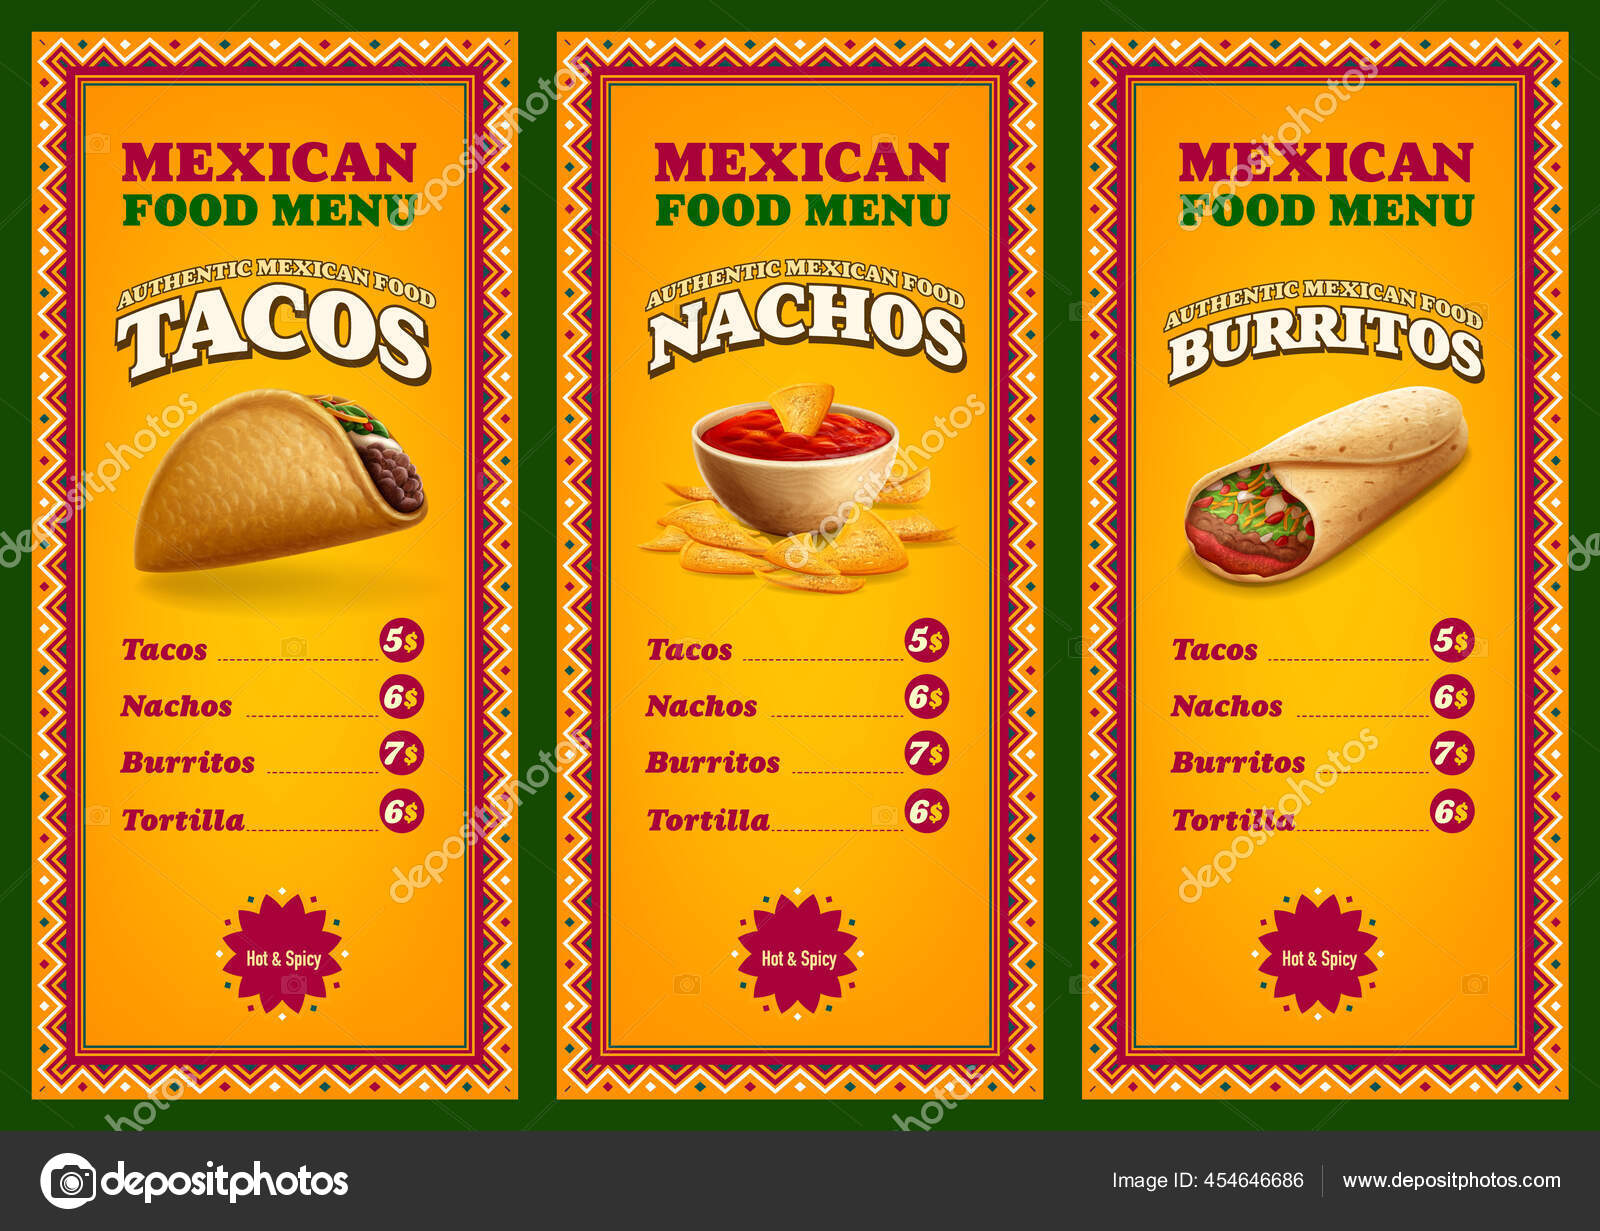 MEXICAN
FOOD MENU
AUTHENTIC MEXICAN FOOD
TACOS
Tacos 5$
Nachos 6$
Burritos 7$
Tortilla 6$
Hot & Spicy
MEXICAN
FOOD MENU
AUTHENTIC MEXICAN FOOD
NACHOS
Tacos 5$
Nachos 6$
Burritos 7$
Tortilla 6$
Hot & Spicy
MEXICAN
FOOD MENU
AUTHENTIC MEXICAN FOOD
BURRITOS
Tacos 5$
Nachos 6$
Burritos 7$
Tortilla 6$
Hot & Spicy
depositphotos
Image ID: 454646686 www.depositphotos.com